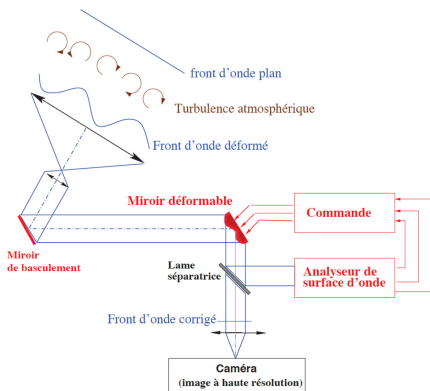 front d'onde plan
Turbulence atmosphérique
Front d'onde déformé
Miroir déformable
Commande
Miroir
de basculement
Lame
séparatrice
Analyseur de
surface d'onde
Front d'onde corrigé
Caméra
(image à haute résolution)